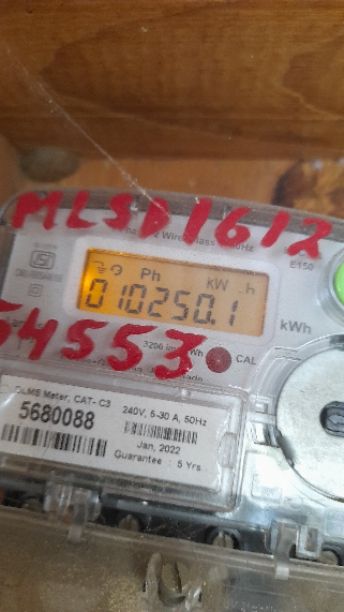 MLSD1612
E150
Ph kW h
010250.1
kWh
54553
CAL
DLMS Meter, CAT- C3
5680088
240V, 5-30 A, 50Hz
Jan, 2022
Guarantee : 5 Yrs